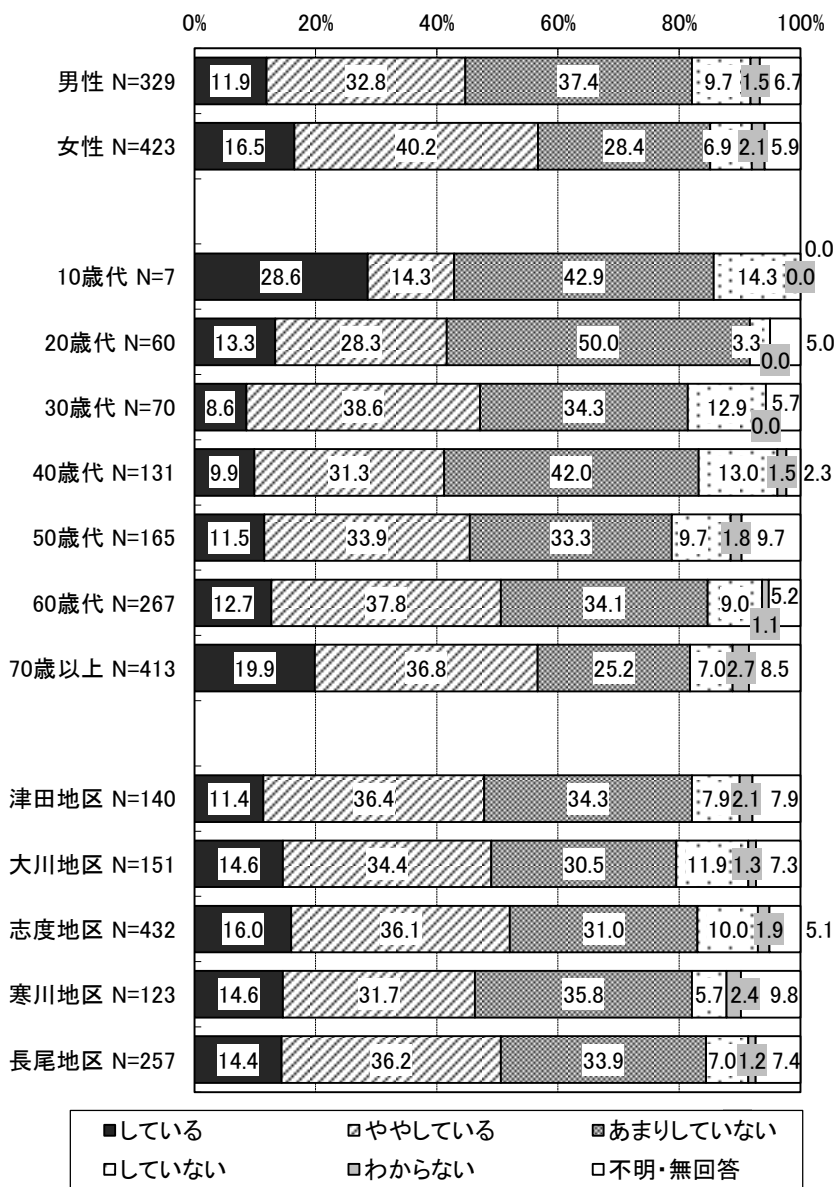 0% 20% 40% 60% 80% 100%
男性 N=329 11.9 32.8 37.4 9.7 1.5 6.7
女性 N=423 16.5 40.2 28.4 6.9 2.1 5.9
10歳代 N=7 28.6 14.3 42.9 14.3 0.0 0.0
20歳代 N=60 13.3 28.3 50.0 3.3 0.0 5.0
30歳代 N=70 8.6 38.6 34.3 12.9 0.0 5.7
40歳代 N=131 9.9 31.3 42.0 13.0 1.5 2.3
50歳代 N=165 11.5 33.9 33.3 9.7 1.8 9.7
60歳代 N=267 12.7 37.8 34.1 9.0 1.1 5.2
70歳以上 N=413 19.9 36.8 25.2 7.0 2.7 8.5
津田地区 N=140 11.4 36.4 34.3 7.9 2.1 7.9
大川地区 N=151 14.6 34.4 30.5 11.9 1.3 7.3
志度地区 N=432 16.0 36.1 31.0 10.0 1.9 5.1
寒川地区 N=123 14.6 31.7 35.8 5.7 2.4 9.8
長尾地区 N=257 14.4 36.2 33.9 7.0 1.2 7.4
している ややしている あまりしていない
していない わからない 不明・無回答